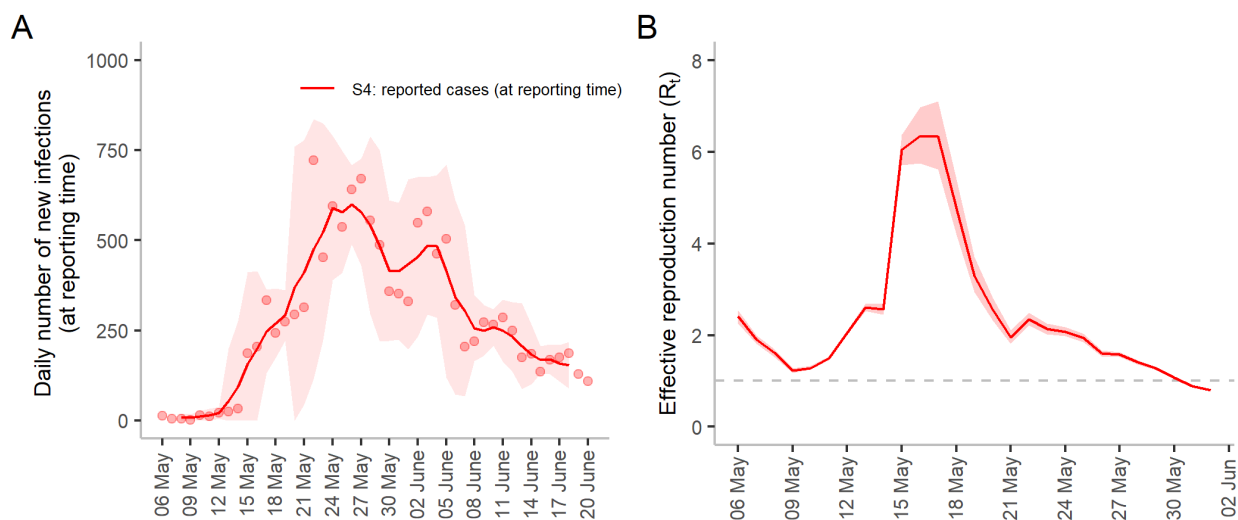 A
Daily number of new infections
(at reporting time)
1000
750
500
250
0
S4: reported cases (at reporting time)
06 May
09 May
12 May
15 May
18 May
21 May
24 May
27 May
30 May
02 June
05 June
08 June
11 June
14 June
17 June
20 June
B
Effective reproduction number (Rt)
8
6
4
2
0
06 May
09 May
12 May
15 May
18 May
21 May
24 May
27 May
30 May
02 Jun